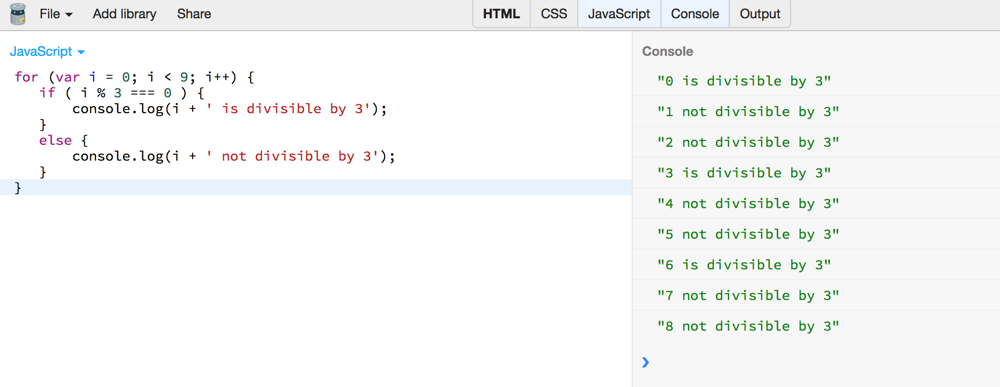 File Add library Share HTML CSS JavaScript Console Output
JavaScript
for (var i = 0; i < 9; i++) {
   if ( i % 3 === 0 ) {
       console.log(i + ' is divisible by 3');
   }
   else {
       console.log(i + ' not divisible by 3');
   }
}
Console
"0 is divisible by 3"
"1 not divisible by 3"
"2 not divisible by 3"
"3 is divisible by 3"
"4 not divisible by 3"
"5 not divisible by 3"
"6 is divisible by 3"
"7 not divisible by 3"
"8 not divisible by 3"